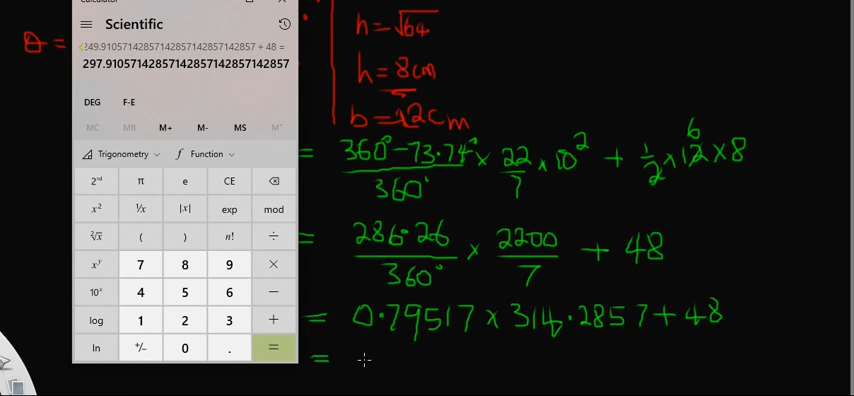 Scientific
249.91057142857142857142857142857 + 48 =
297.91057142857142857142857142857
DEG F-E
MC MR M+ M- MS M˅
Trigonometry Function
2ⁿᵈ π e CE
x² ¹/x |x| exp mod
²√x ( ) n! ÷
xʸ 7 8 9 ×
10ˣ 4 5 6 −
log 1 2 3 +
ln +/− 0 . =
θ =
h = √64
h = 8cm
b = 12cm
= 360° − 73.74° / 360° × 22/7 × 10² + 1/2 × 12 6 × 8
= 286.26 / 360° × 2200 / 7 + 48
= 0.79517 × 314.2857 + 48
=